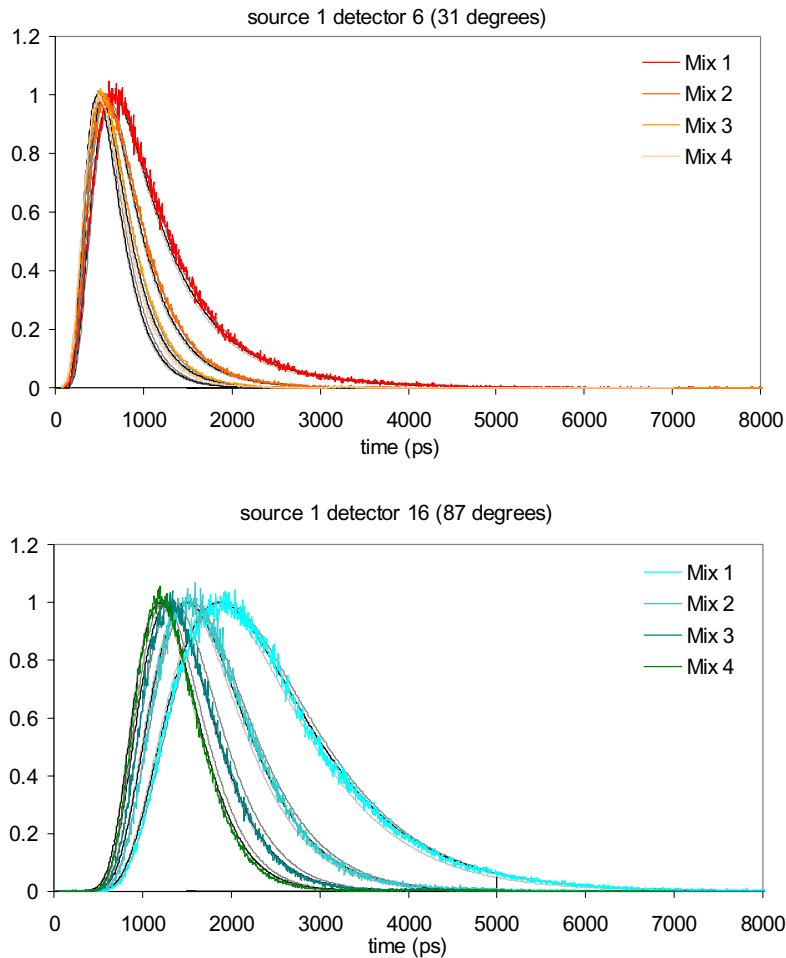 source 1 detector 6 (31 degrees)
1.2
1
0.8
0.6
0.4
0.2
0
Mix 1
Mix 2
Mix 3
Mix 4
0 1000 2000 3000 4000 5000 6000 7000 8000
time (ps)
source 1 detector 16 (87 degrees)
1.2
1
0.8
0.6
0.4
0.2
0
Mix 1
Mix 2
Mix 3
Mix 4
0 1000 2000 3000 4000 5000 6000 7000 8000
time (ps)